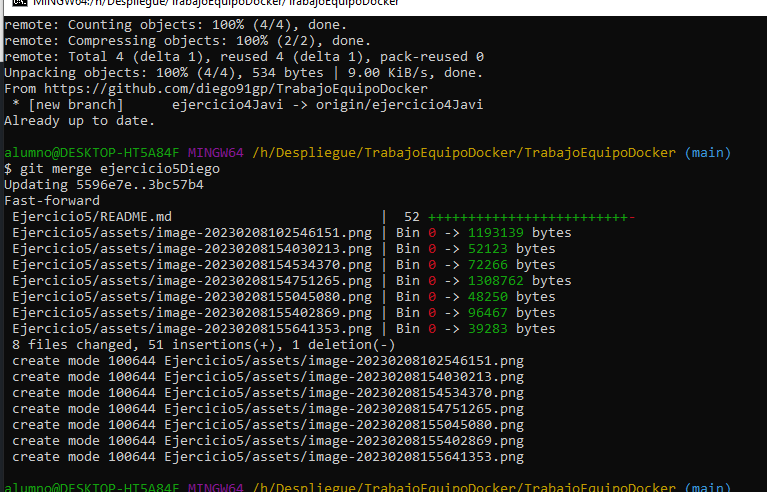 MINGW64:/h/Despliegue/TrabajoEquipoDocker/TrabajoEquipoDocker
remote: Counting objects: 100% (4/4), done.
remote: Compressing objects: 100% (2/2), done.
remote: Total 4 (delta 1), reused 4 (delta 1), pack-reused 0
Unpacking objects: 100% (4/4), 534 bytes | 9.00 KiB/s, done.
From https://github.com/diego91gp/TrabajoEquipoDocker
 * [new branch]      ejercicio4Javi -> origin/ejercicio4Javi
Already up to date.
alumno@DESKTOP-HT5A84F MINGW64 /h/Despliegue/TrabajoEquipoDocker/TrabajoEquipoDocker (main)
$ git merge ejercicio5Diego
Updating 5596e7e..3bc57b4
Fast-forward
 Ejercicio5/README.md                          |  52 +++++++++++++++++++++++++-
 Ejercicio5/assets/image-20230208102546151.png | Bin 0 -> 1193139 bytes
 Ejercicio5/assets/image-20230208154030213.png | Bin 0 -> 52123 bytes
 Ejercicio5/assets/image-20230208154534370.png | Bin 0 -> 72266 bytes
 Ejercicio5/assets/image-20230208154751265.png | Bin 0 -> 1308762 bytes
 Ejercicio5/assets/image-20230208155045080.png | Bin 0 -> 48250 bytes
 Ejercicio5/assets/image-20230208155402869.png | Bin 0 -> 96467 bytes
 Ejercicio5/assets/image-20230208155641353.png | Bin 0 -> 39283 bytes
 8 files changed, 51 insertions(+), 1 deletion(-)
 create mode 100644 Ejercicio5/assets/image-20230208102546151.png
 create mode 100644 Ejercicio5/assets/image-20230208154030213.png
 create mode 100644 Ejercicio5/assets/image-20230208154534370.png
 create mode 100644 Ejercicio5/assets/image-20230208154751265.png
 create mode 100644 Ejercicio5/assets/image-20230208155045080.png
 create mode 100644 Ejercicio5/assets/image-20230208155402869.png
 create mode 100644 Ejercicio5/assets/image-20230208155641353.png
alumno@DESKTOP-HT5A84F MINGW64 /h/Despliegue/TrabajoEquipoDocker/TrabajoEquipoDocker (main)